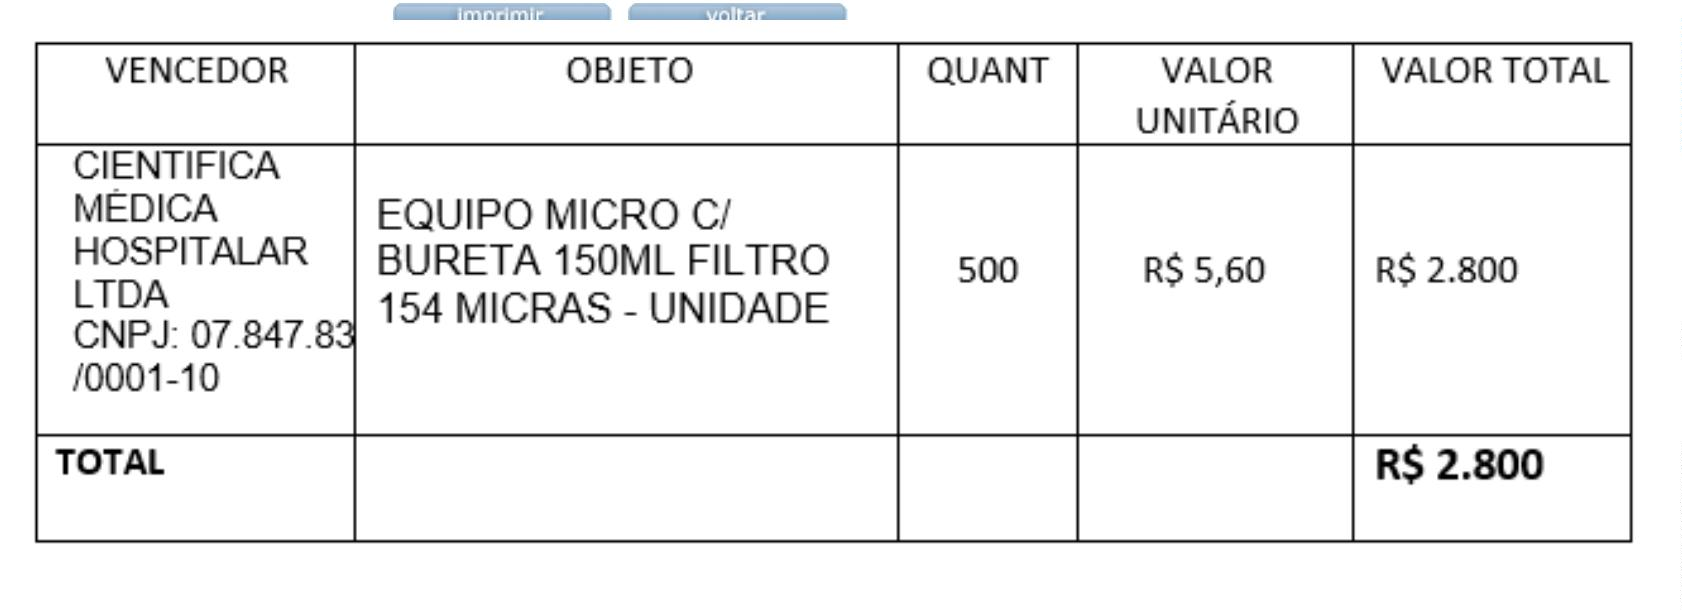 imprimir voltar
VENCEDOR OBJETO QUANT VALOR UNITÁRIO VALOR TOTAL
CIENTIFICA
MÉDICA
HOSPITALAR
LTDA
CNPJ: 07.847.83
/0001-10
EQUIPO MICRO C/
BURETA 150ML FILTRO
154 MICRAS - UNIDADE
500
R$ 5,60
R$ 2.800
TOTAL R$ 2.800